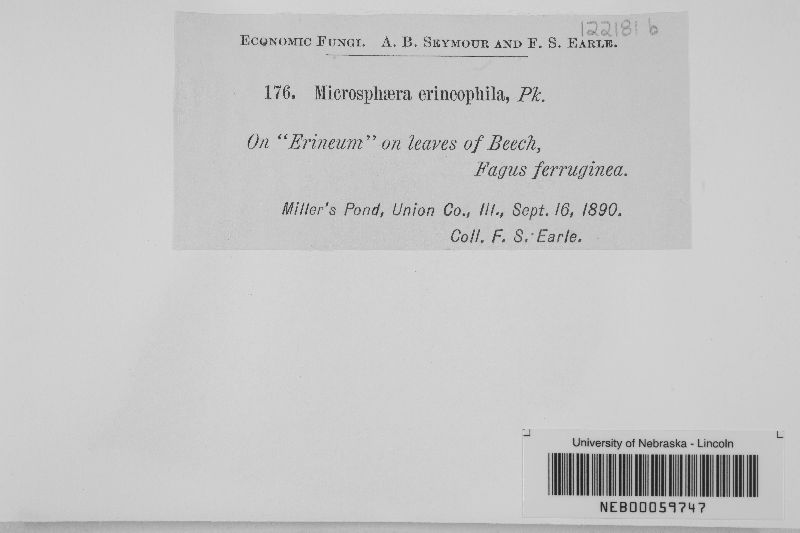 122181 b
Economic Fungi. A. B. Seymour and F. S. Earle.
176. Microsphæra erineophila, Pk.
On "Erineum" on leaves of Beech,
Fagus ferruginea.
Miller's Pond, Union Co., Ill., Sept. 16, 1890.
Coll. F. S. Earle.
University of Nebraska - Lincoln
NEB00059747